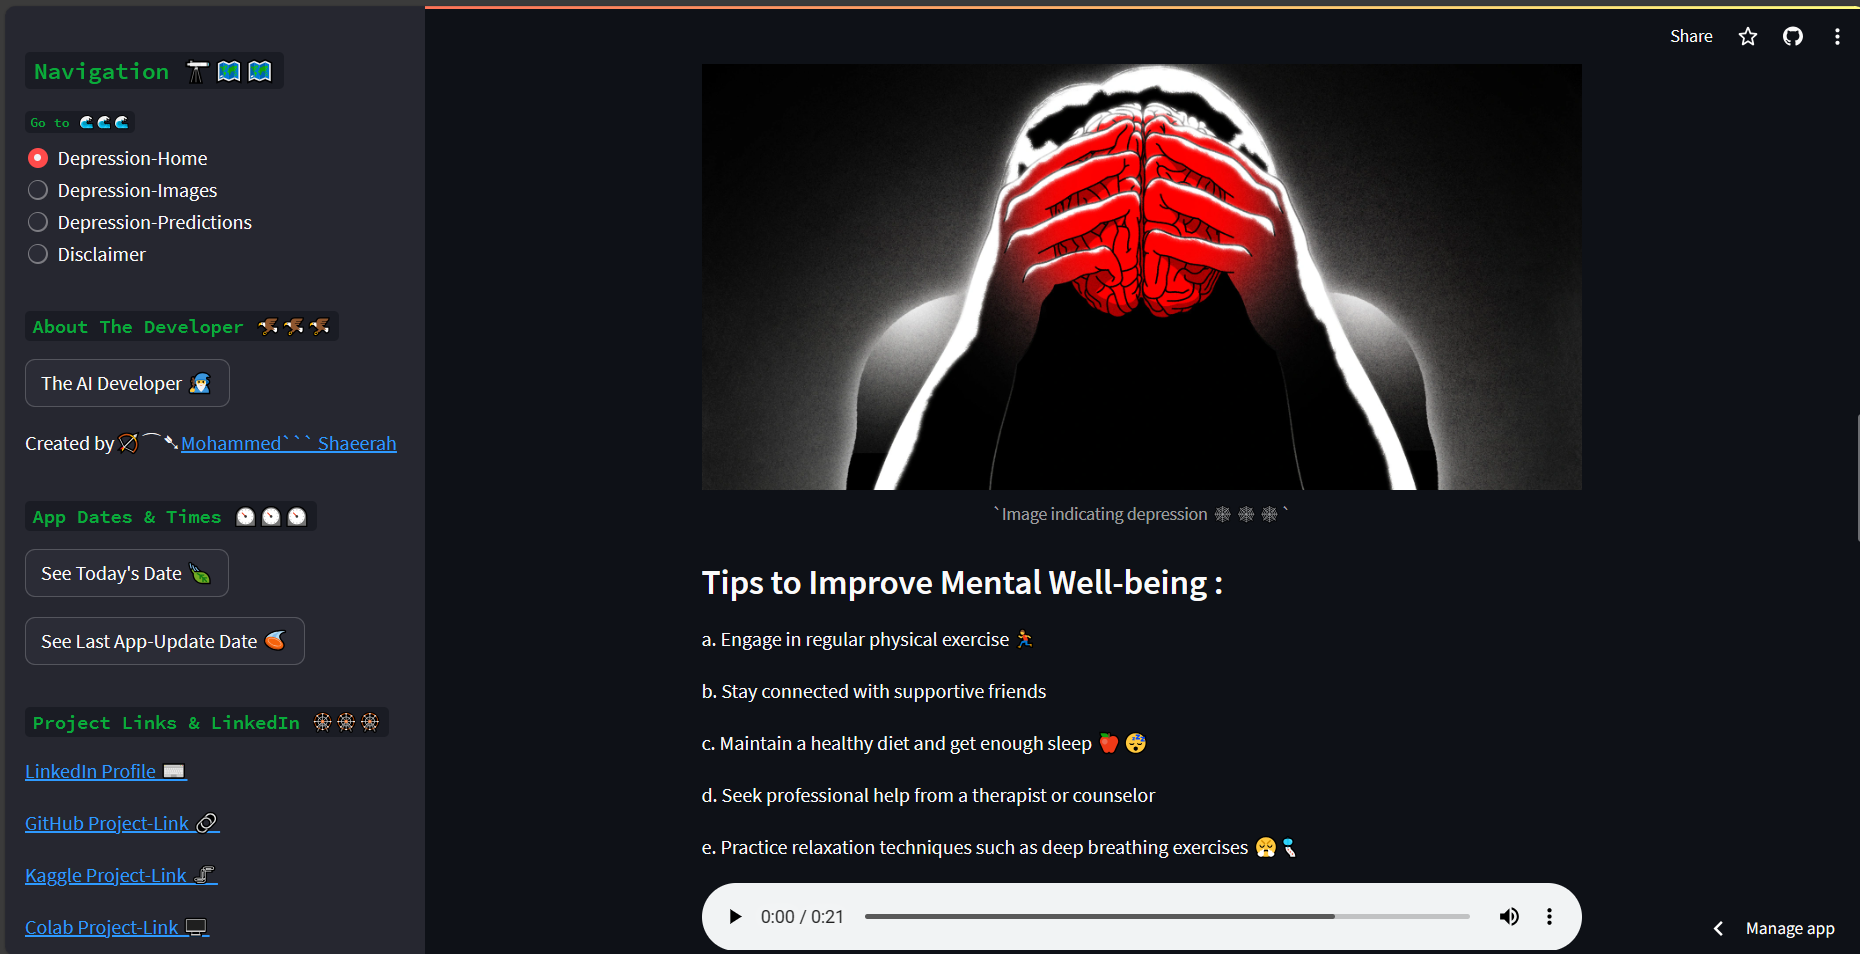 Share
Navigation
Go to
Depression-Home
Depression-Images
Depression-Predictions
Disclaimer
About The Developer
The AI Developer
Created by Mohammed``` Shaeerah
App Dates & Times
See Today's Date
See Last App-Update Date
Project Links & LinkedIn
LinkedIn Profile
GitHub Project-Link
Kaggle Project-Link
Colab Project-Link
`Image indicating depression `
Tips to Improve Mental Well-being :
a. Engage in regular physical exercise
b. Stay connected with supportive friends
c. Maintain a healthy diet and get enough sleep
d. Seek professional help from a therapist or counselor
e. Practice relaxation techniques such as deep breathing exercises
0:00 / 0:21
Manage app